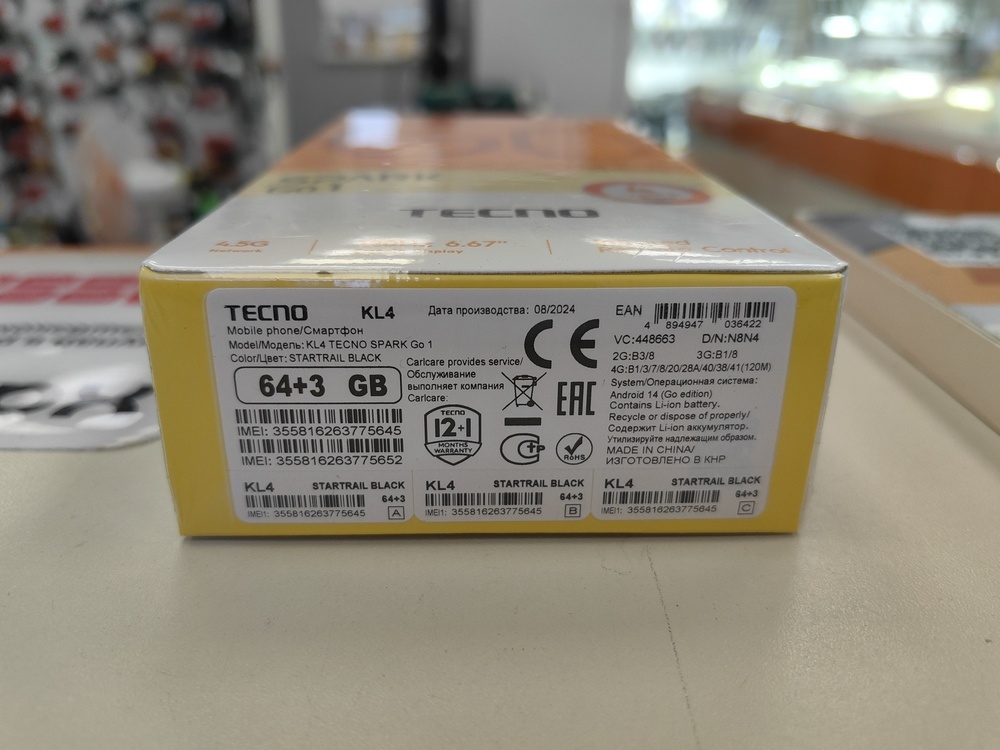 TECNO
4.5G
6.67"
Control
TECNO KL4
Дата производства: 08/2024
Mobile phone/Смартфон
Model/Модель: KL4 TECNO SPARK Go 1
Color/Цвет: STARTRAIL BLACK
64+3 GB
IMEI: 355816263775645
IMEI: 355816263775652
Carlcare provides service/
Обслуживание
выполняет компания
Carlcare:
TECNO
12+1
MONTHS
WARRANTY
CE
EAC
RoHS
EAN
4 894947 036422
VC:448663 D/N:N8N4
2G:B3/8 3G:B1/8
4G:B1/3/7/8/20/28A/40/38/41(120M)
System/Операционная система:
Android 14 (Go edition)
Contains Li-ion battery.
Recycle or dispose of properly/
Содержит Li-ion аккумулятор.
Утилизируйте надлежащим образом.
MADE IN CHINA/
ИЗГОТОВЛЕНО В КНР
KL4 STARTRAIL BLACK
64+3
IMEI1: 355816263775645 A
KL4 STARTRAIL BLACK
64+3
IMEI1: 355816263775645 B
KL4 STARTRAIL BLACK
64+3
IMEI1: 355816263775645 C